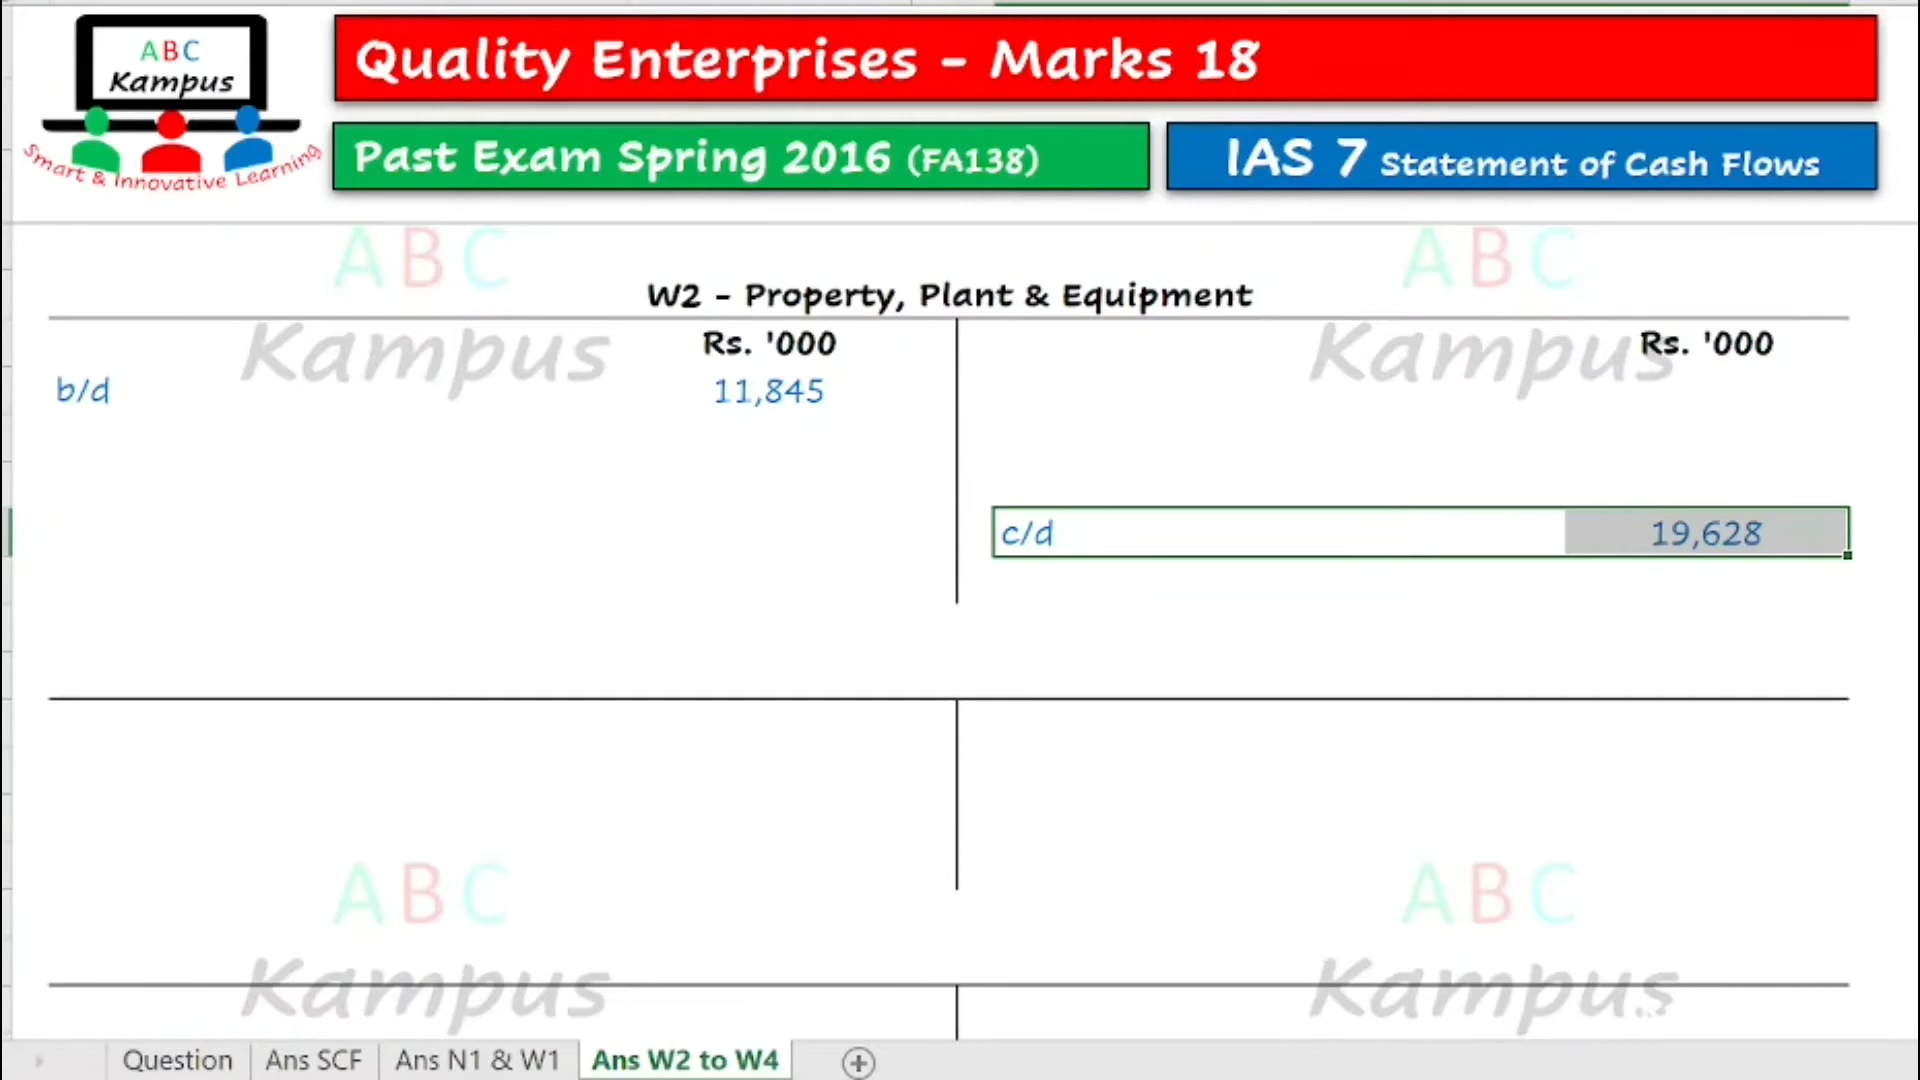 ABC
Kampus
Smart & Innovative Learning
Quality Enterprises - Marks 18
Past Exam Spring 2016 (FA138)
IAS 7 Statement of Cash Flows
ABC
Kampus
ABC
Kampus
W2 - Property, Plant & Equipment
Rs. '000
Rs. '000
b/d 11,845
c/d 19,628
ABC
Kampus
ABC
Kampus
Question Ans SCF Ans N1 & W1 Ans W2 to W4